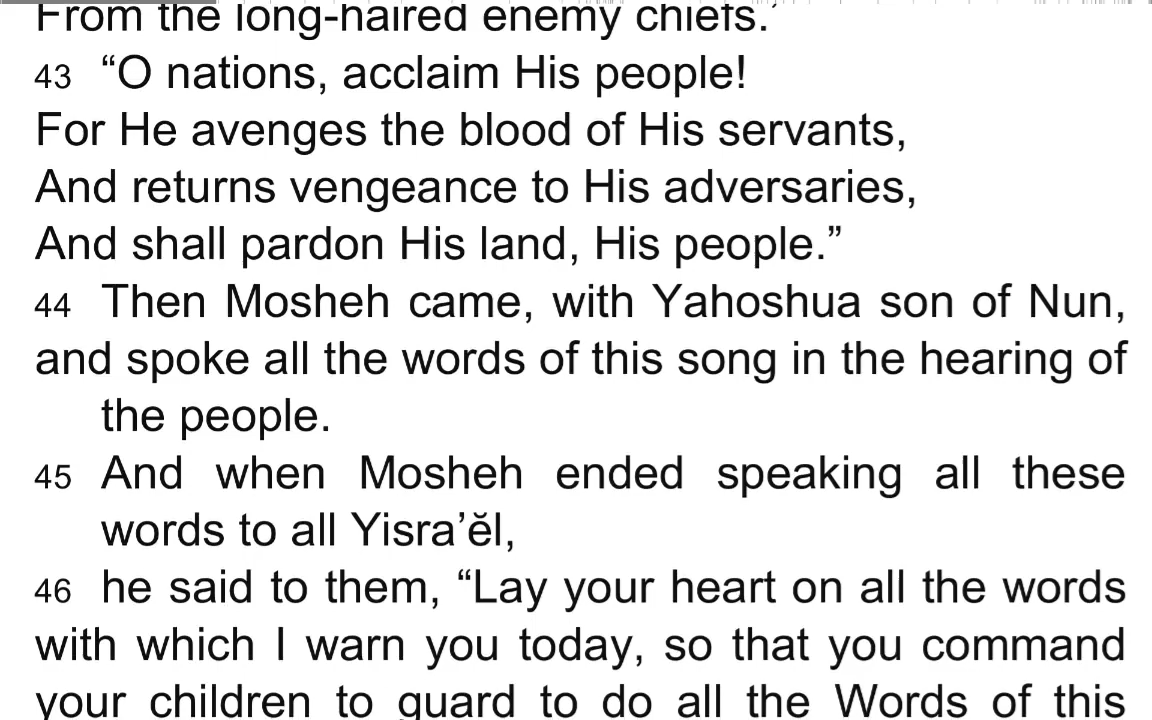 From the long-haired enemy chiefs.’
43 “O nations, acclaim His people!
For He avenges the blood of His servants,
And returns vengeance to His adversaries,
And shall pardon His land, His people.”
44 Then Mosheh came, with Yahoshua son of Nun,
and spoke all the words of this song in the hearing of
the people.
45 And when Mosheh ended speaking all these
words to all Yisra’ĕl,
46 he said to them, “Lay your heart on all the words
with which I warn you today, so that you command
your children to guard to do all the Words of this